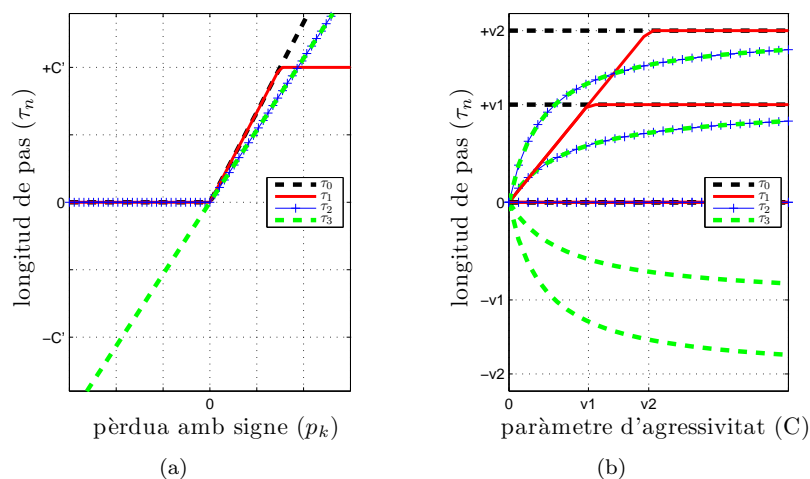 longitud de pas (τn)
+C'
0
−C'
0
τ0
τ1
τ2
τ3
pèrdua amb signe (pk)
(a)
longitud de pas (τn)
+v2
+v1
0
−v1
−v2
0
v1
v2
τ0
τ1
τ2
τ3
paràmetre d'agressivitat (C)
(b)